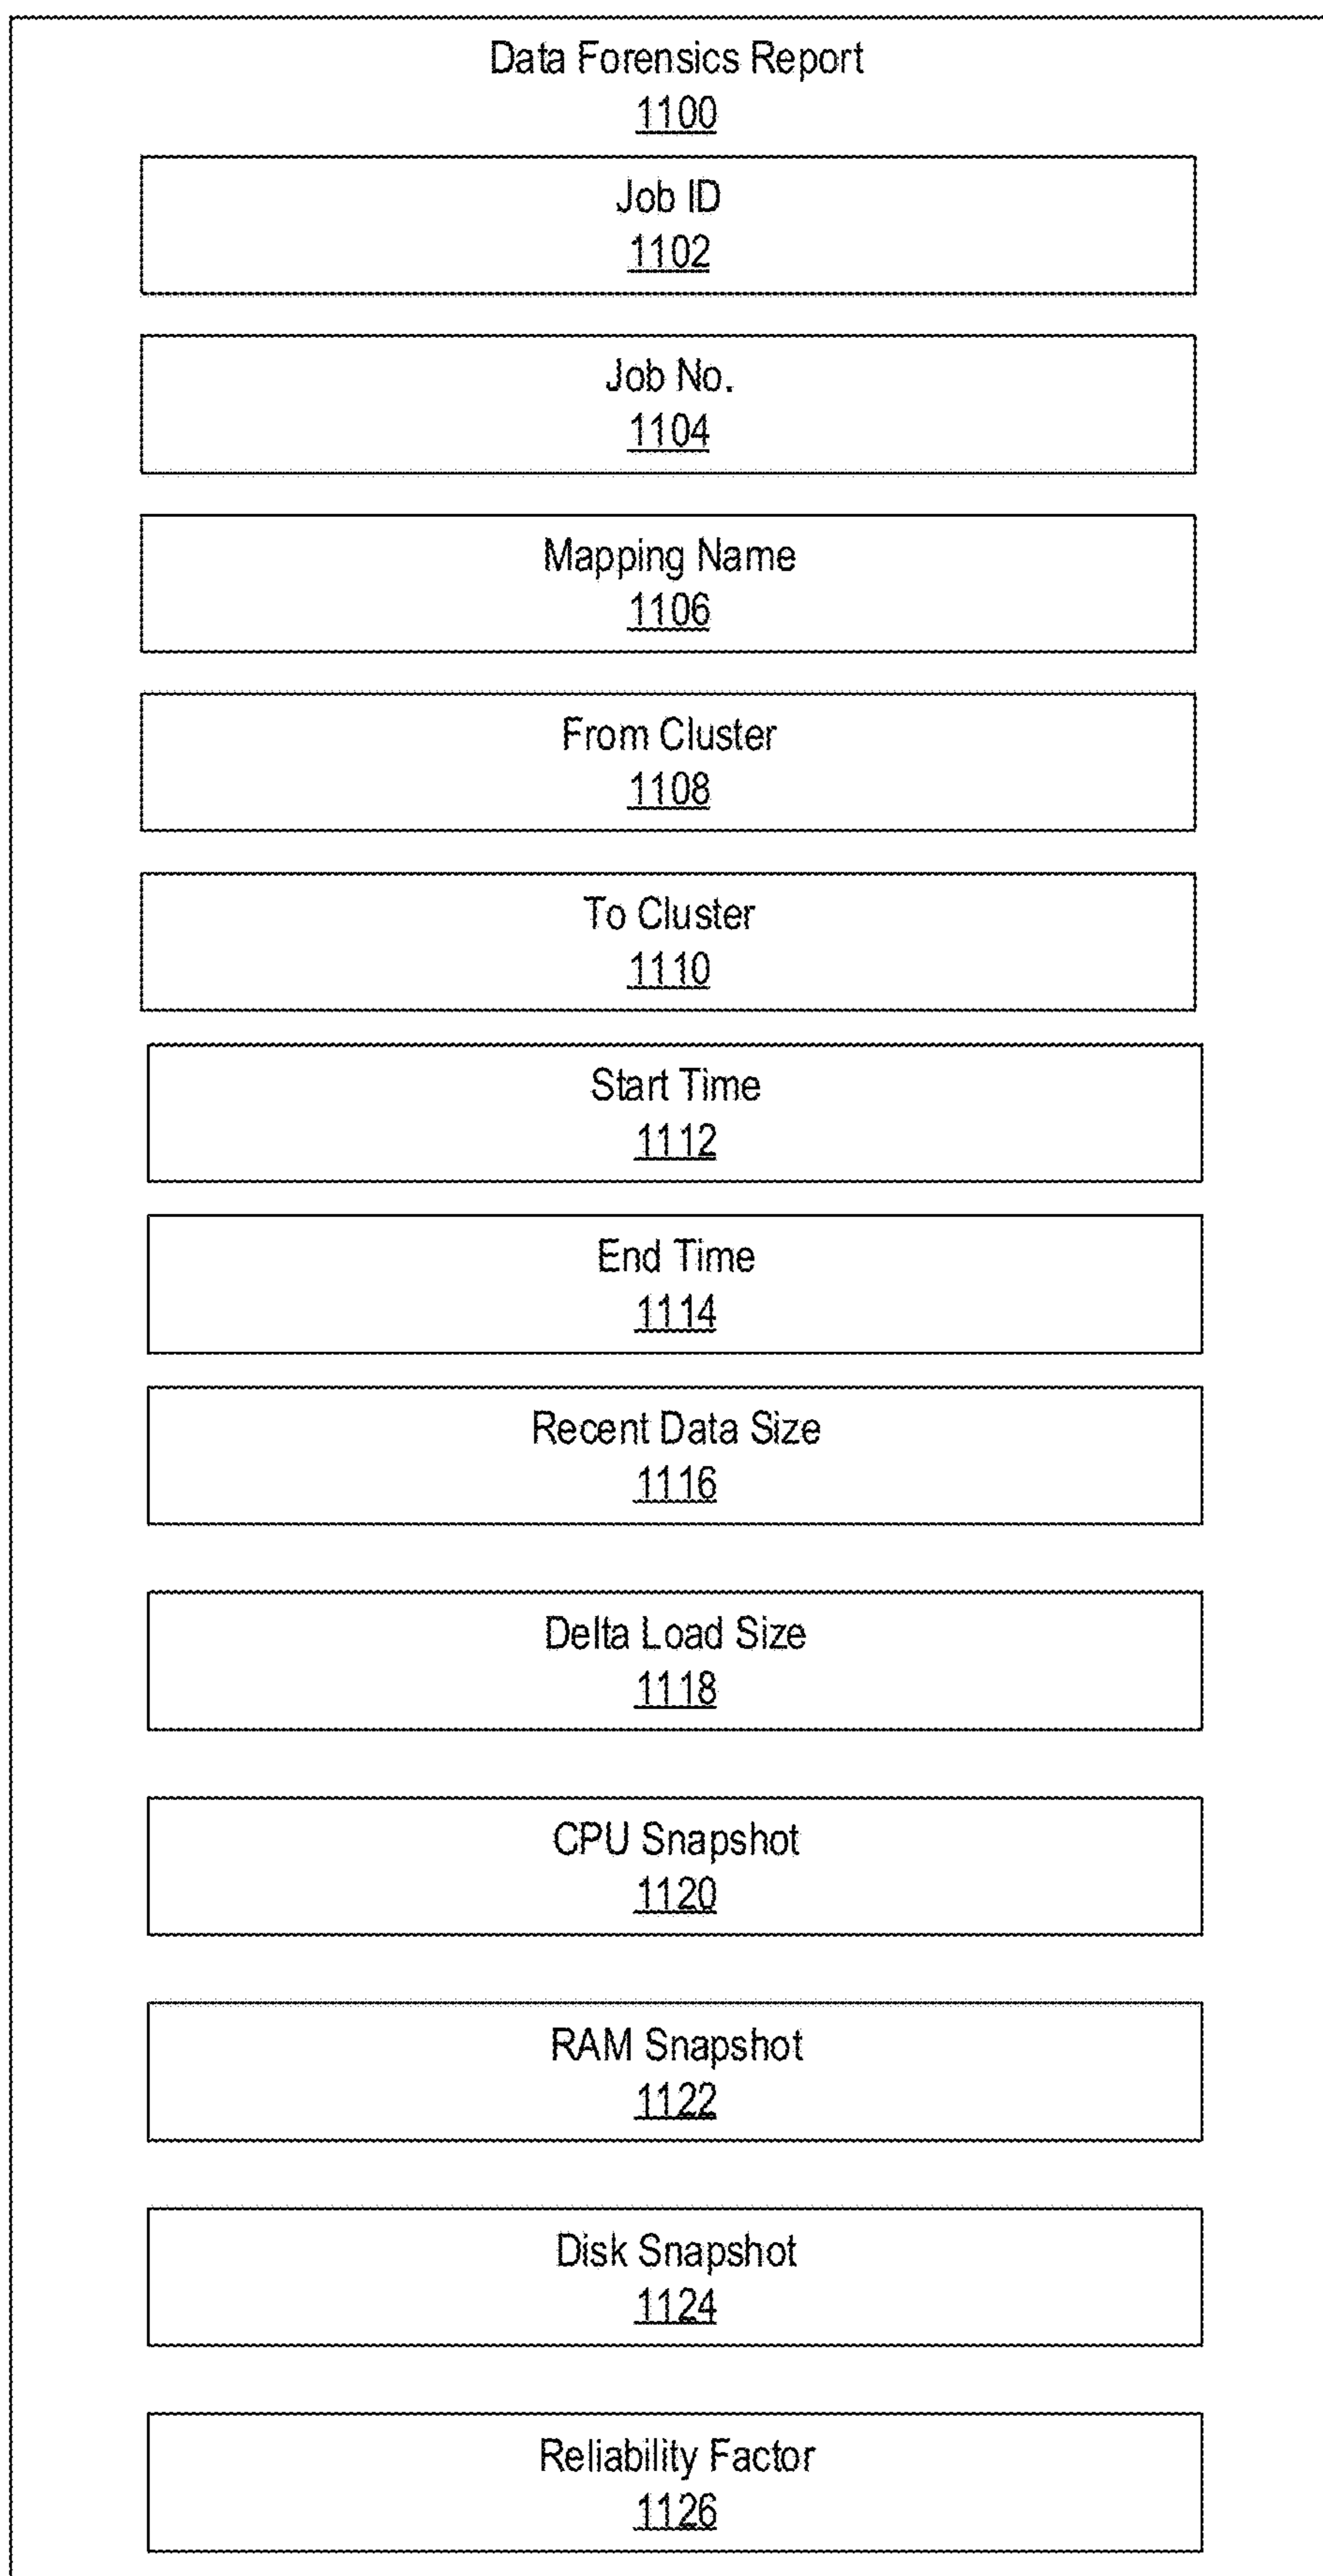 Data Forensics Report
1100
Job ID
1102
Job No.
1104
Mapping Name
1106
From Cluster
1108
To Cluster
1110
Start Time
1112
End Time
1114
Recent Data Size
1116
Delta Load Size
1118
CPU Snapshot
1120
RAM Snapshot
1122
Disk Snapshot
1124
Reliability Factor
1126